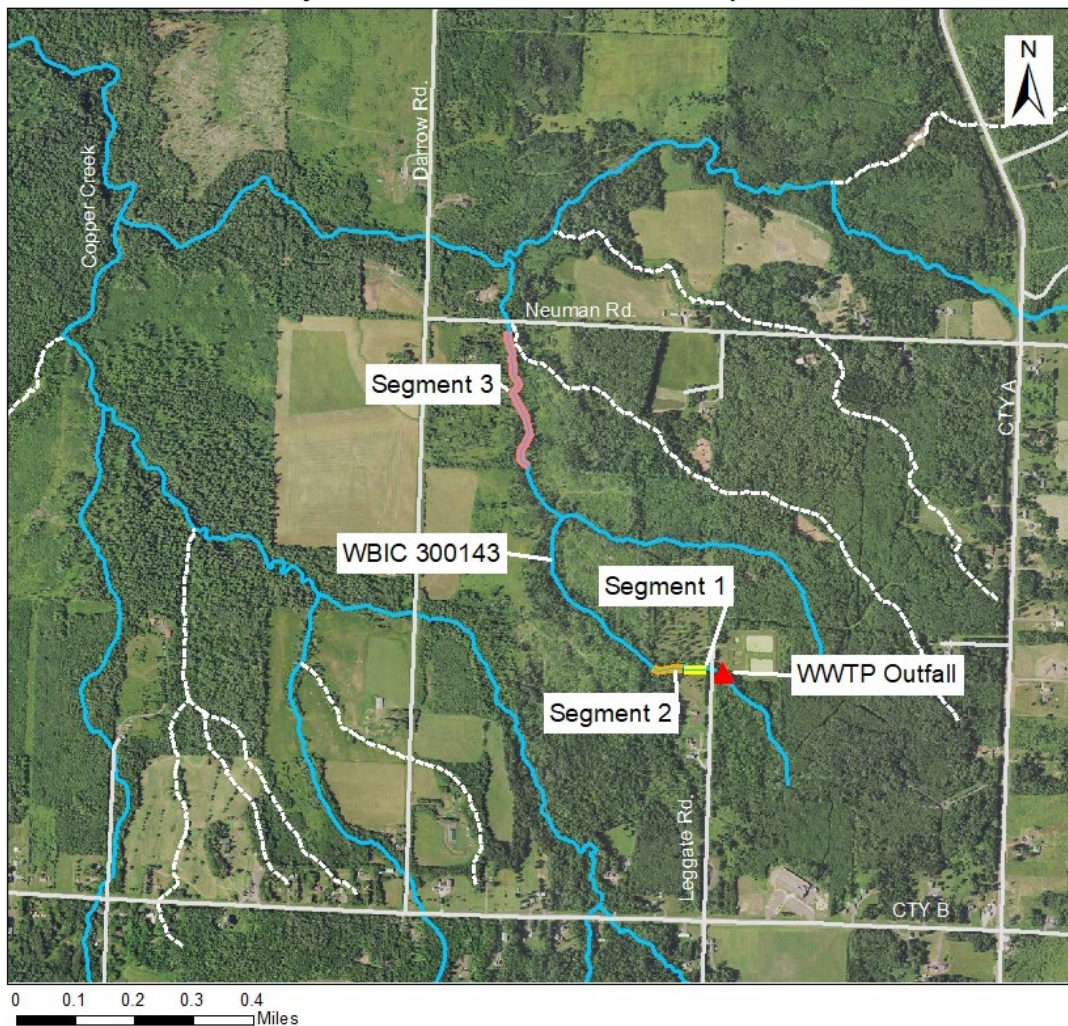 N
Darrow Rd.
Copper Creek
Neuman Rd.
Segment 3
CTY A
WBIC 300143
Segment 1
WWTP Outfall
Segment 2
Leggate Rd.
CTY B
0 0.1 0.2 0.3 0.4
Miles